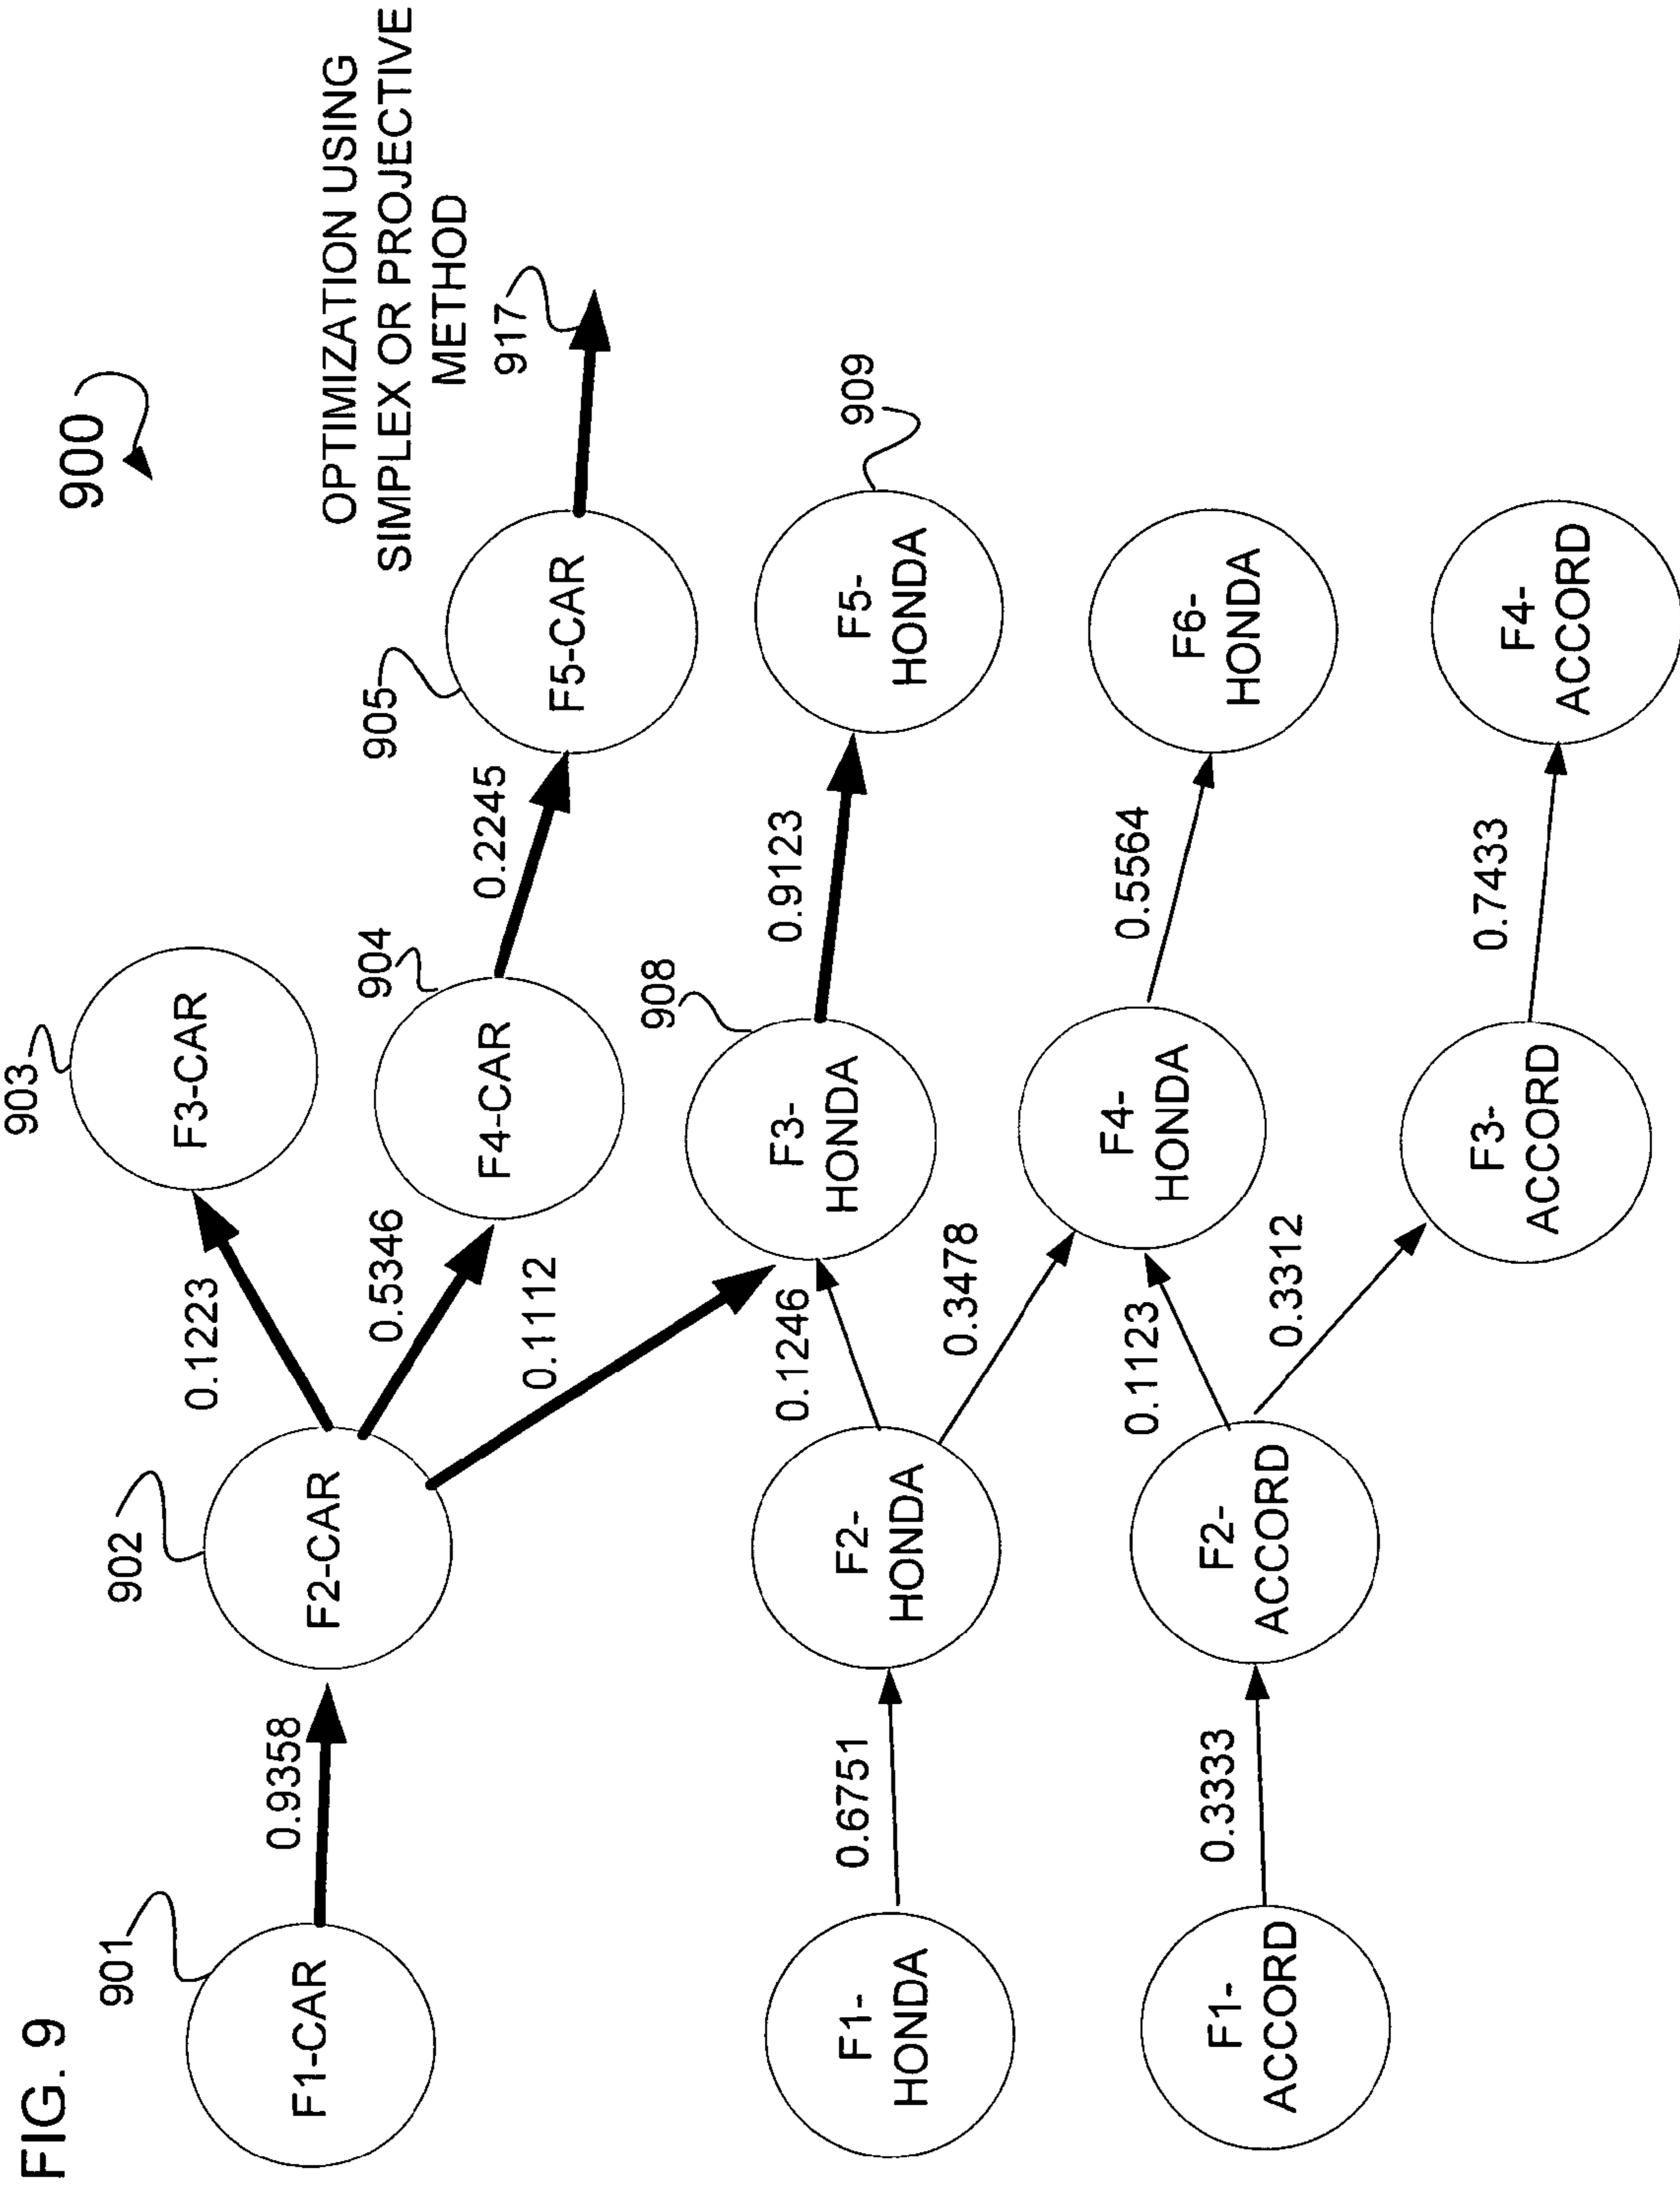 FIG. 9
900
OPTIMIZATION USING
SIMPLEX OR PROJECTIVE
METHOD
917
901
F1-CAR
0.9358
902
F2-CAR
0.1223
903
F3-CAR
0.5346
904
F4-CAR
0.2245
905
F5-CAR
0.1112
908
F3-
HONDA
0.9123
909
F5-
HONDA
F1-
HONDA
0.6751
F2-
HONDA
0.1246
0.3478
F4-
HONDA
0.5564
F6-
HONDA
F1-
ACCORD
0.3333
F2-
ACCORD
0.1123
0.3312
F3-
ACCORD
0.7433
F4-
ACCORD